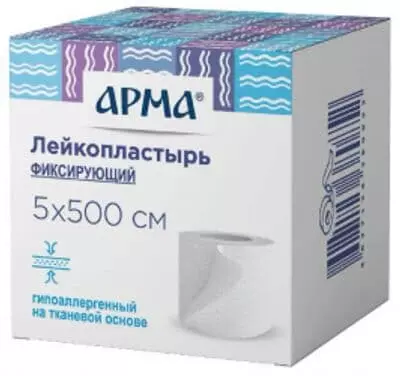 АРМА®
Лейкопластырь
ФИКСИРУЮЩИЙ
5x500 см
гипоаллергенный
на тканевой основе